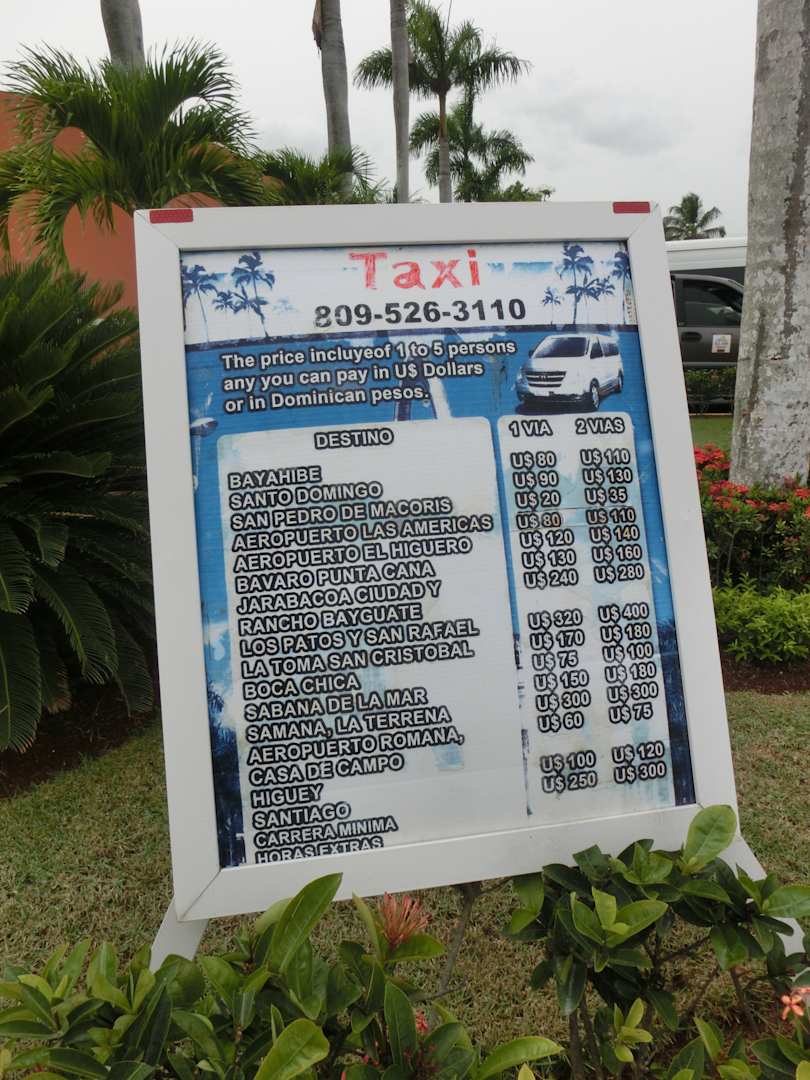 Taxi
809-526-3110
The price incluyeof 1 to 5 persons
any you can pay in U$ Dollars
or in Dominican pesos.
DESTINO 1 VIA 2 VIAS
BAYAHIBE U$ 80 U$ 110
SANTO DOMINGO U$ 90 U$ 130
SAN PEDRO DE MACORIS U$ 20 U$ 35
AEROPUERTO LAS AMERICAS U$ 80 U$ 110
AEROPUERTO EL HIGUERO U$ 120 U$ 140
BAVARO PUNTA CANA U$ 130 U$ 160
JARABACOA CIUDAD Y U$ 240 U$ 280
RANCHO BAYGUATE
LOS PATOS Y SAN RAFAEL U$ 320 U$ 400
LA TOMA SAN CRISTOBAL U$ 170 U$ 180
BOCA CHICA U$ 75 U$ 100
SABANA DE LA MAR U$ 150 U$ 180
SAMANA, LA TERRENA U$ 300 U$ 300
AEROPUERTO ROMANA, U$ 60 U$ 75
CASA DE CAMPO
HIGUEY U$ 100 U$ 120
SANTIAGO U$ 250 U$ 300
CARRERA MINIMA
HORAS EXTRAS